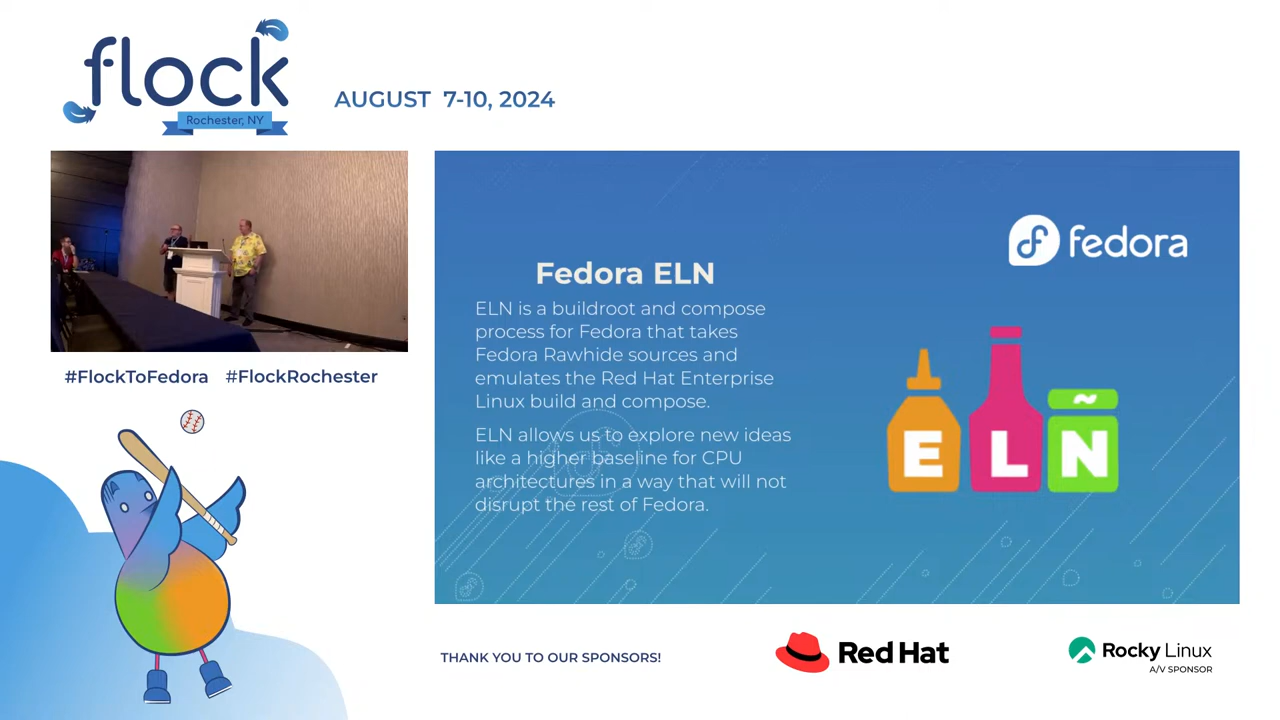 flock
Rochester, NY
AUGUST 7-10, 2024
#FlockToFedora #FlockRochester
fedora
Fedora ELN
ELN is a buildroot and compose
process for Fedora that takes
Fedora Rawhide sources and
emulates the Red Hat Enterprise
Linux build and compose.
ELN allows us to explore new ideas
like a higher baseline for CPU
architectures in a way that will not
disrupt the rest of Fedora.
E L Ñ
THANK YOU TO OUR SPONSORS!
Red Hat
Rocky Linux
A/V SPONSOR